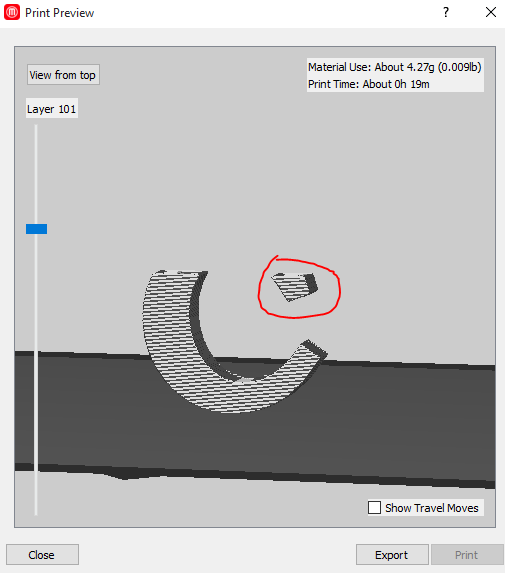 Print Preview
?
View from top
Material Use: About 4.27g (0.009lb)
Print Time: About 0h 19m
Layer 101
Show Travel Moves
Close
Export
Print